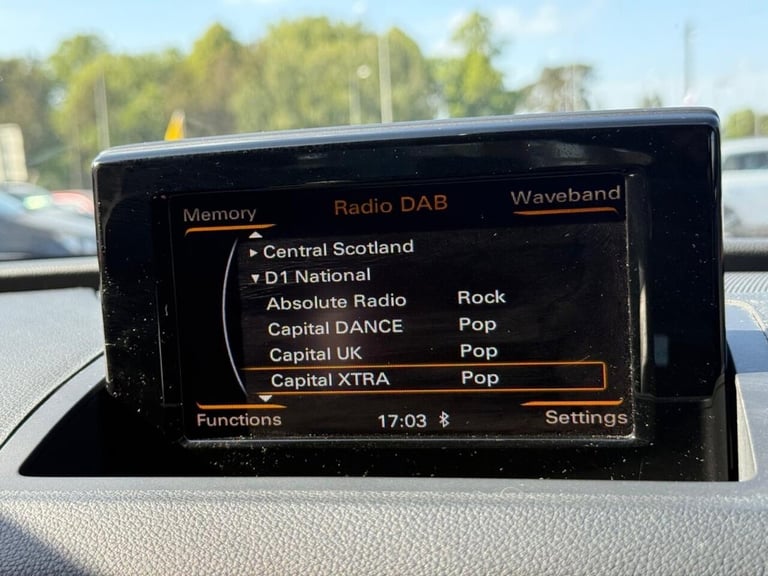 Memory Radio DAB Waveband
Central Scotland
D1 National
Absolute Radio Rock
Capital DANCE Pop
Capital UK Pop
Capital XTRA Pop
Functions 17:03 Settings